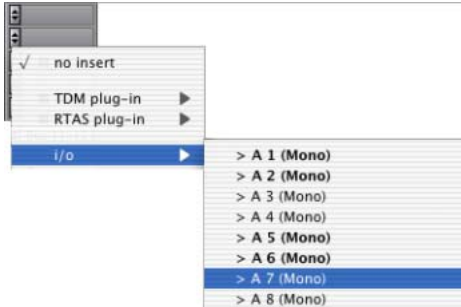 √ no insert
TDM plug-in ▶
RTAS plug-in ▶
i/o ▶
> A 1 (Mono)
> A 2 (Mono)
> A 3 (Mono)
> A 4 (Mono)
> A 5 (Mono)
> A 6 (Mono)
> A 7 (Mono)
> A 8 (Mono)